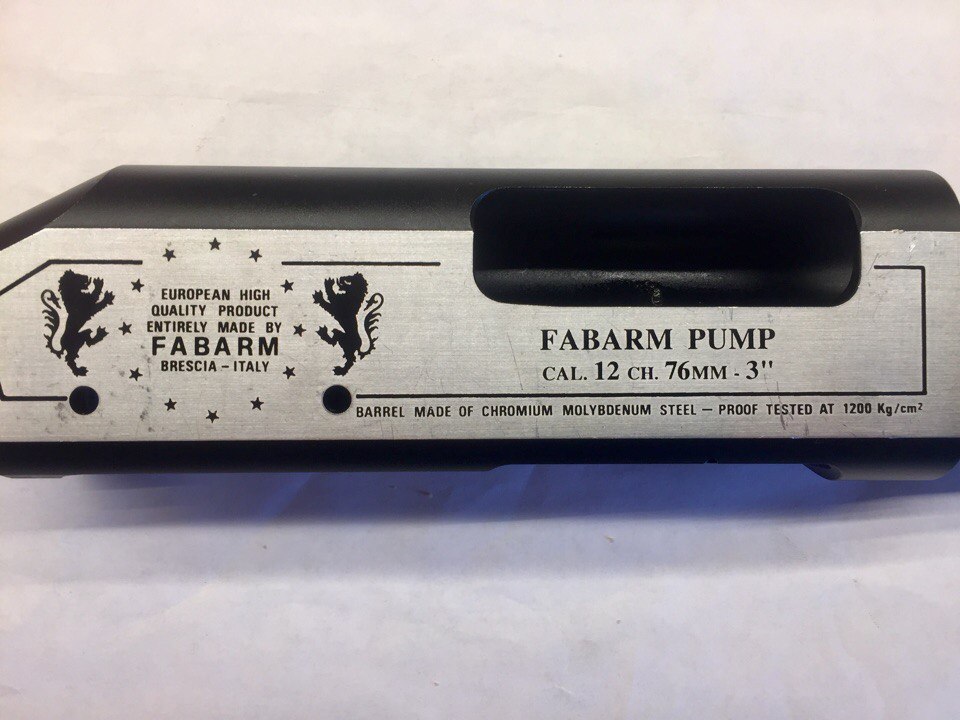 EUROPEAN HIGH
QUALITY PRODUCT
ENTIRELY MADE BY
FABARM
BRESCIA - ITALY
FABARM PUMP
CAL. 12 CH. 76MM - 3"
BARREL MADE OF CHROMIUM MOLYBDENUM STEEL — PROOF TESTED AT 1200 Kg/cm²